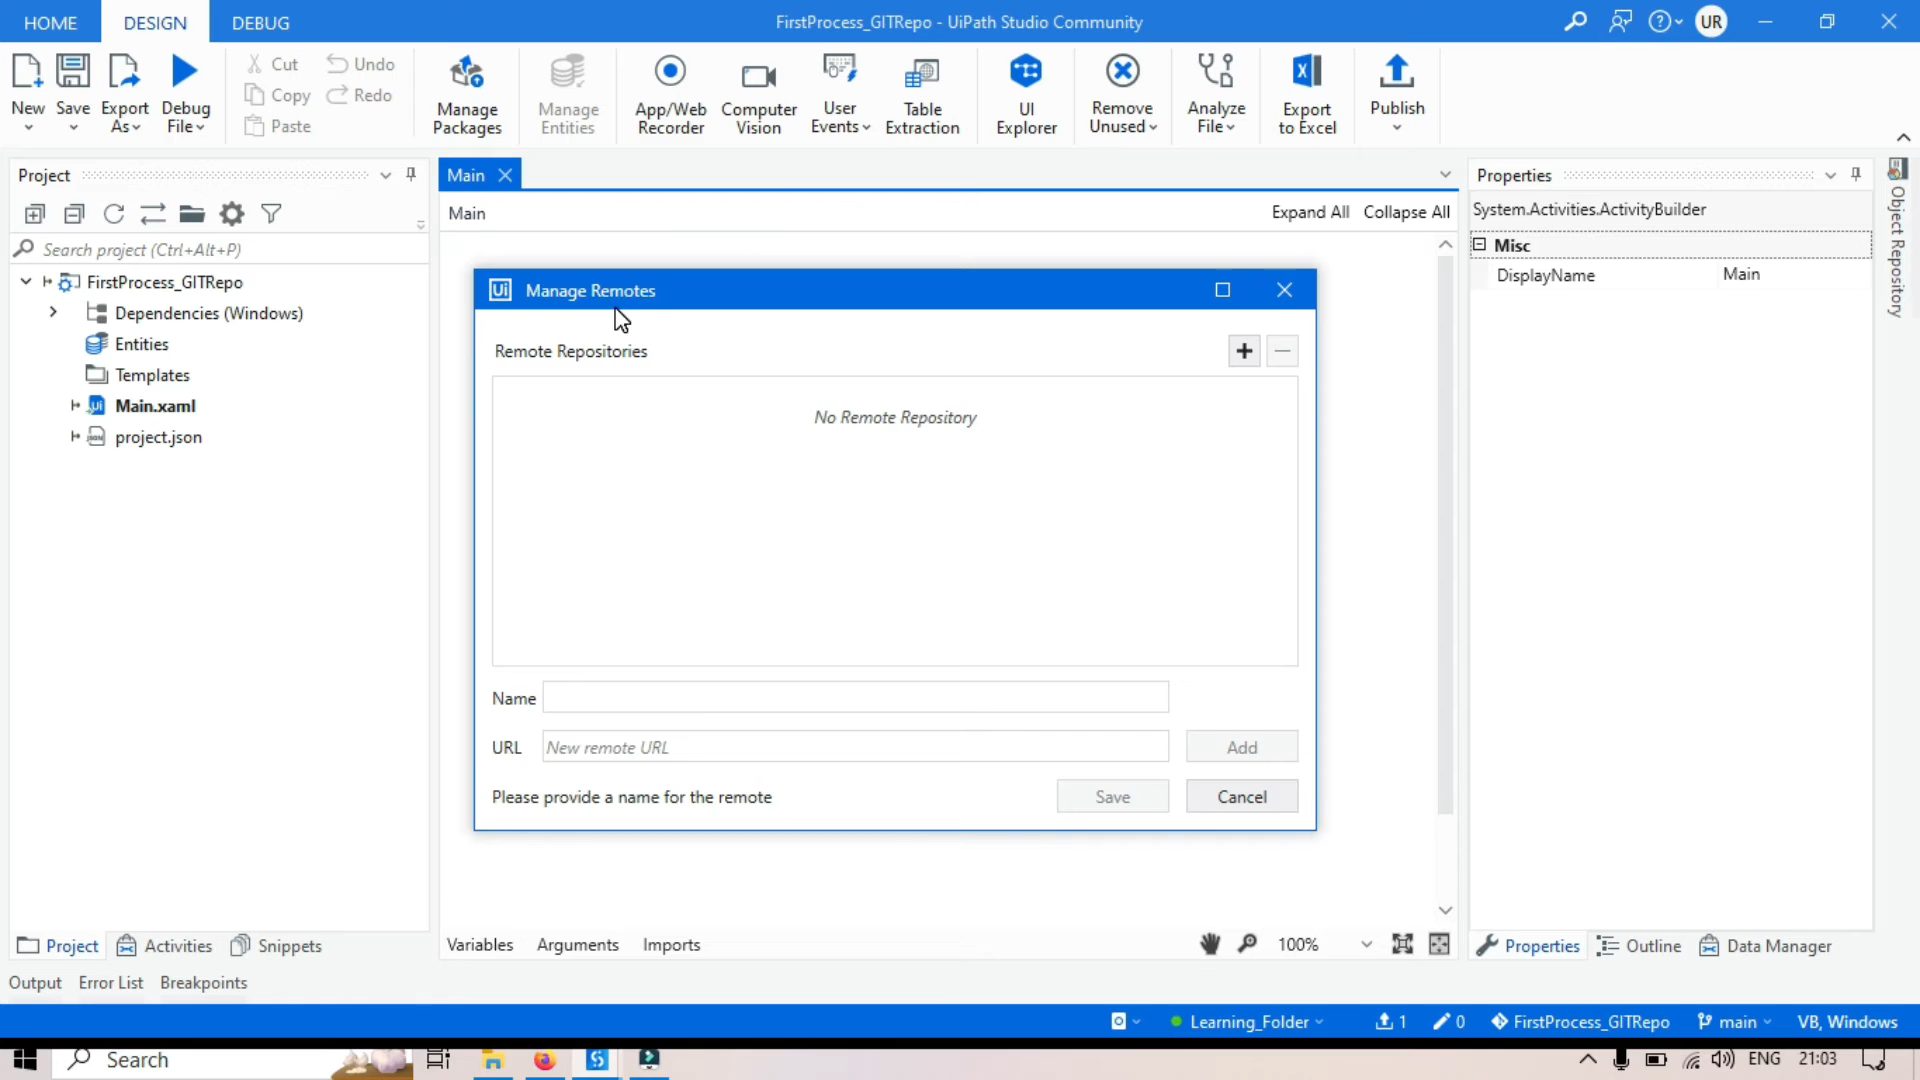 HOME DESIGN DEBUG FirstProcess_GITRepo - UiPath Studio Community UR
New Save Export As Debug File
Cut Undo
Copy Redo
Paste
Manage Packages
Manage Entities
App/Web Recorder
Computer Vision
User Events
Table Extraction
UI Explorer
Remove Unused
Analyze File
Export to Excel
Publish
Project
Search project (Ctrl+Alt+P)
FirstProcess_GITRepo
Dependencies (Windows)
Entities
Templates
Main.xaml
project.json
Main
Main Expand All Collapse All
Ui Manage Remotes
Remote Repositories
No Remote Repository
Name
URL New remote URL Add
Please provide a name for the remote Save Cancel
Properties
System.Activities.ActivityBuilder
Misc
DisplayName Main
Object Repository
Project Activities Snippets
Variables Arguments Imports 100%
Properties Outline Data Manager
Output Error List Breakpoints
Learning_Folder 1 0 FirstProcess_GITRepo main VB, Windows
Search ENG 21:03